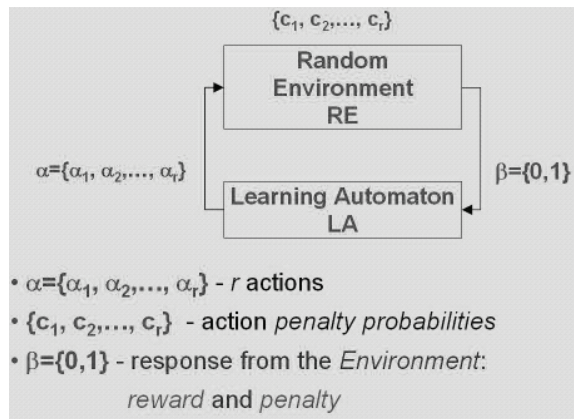 {c₁, c₂,..., cᵣ}
Random
Environment
RE
α={α₁, α₂,..., αᵣ}
β={0,1}
Learning Automaton
LA
• α={α₁, α₂,..., αᵣ} - r actions
• {c₁, c₂,..., cᵣ} - action penalty probabilities
• β={0,1} - response from the Environment:
reward and penalty